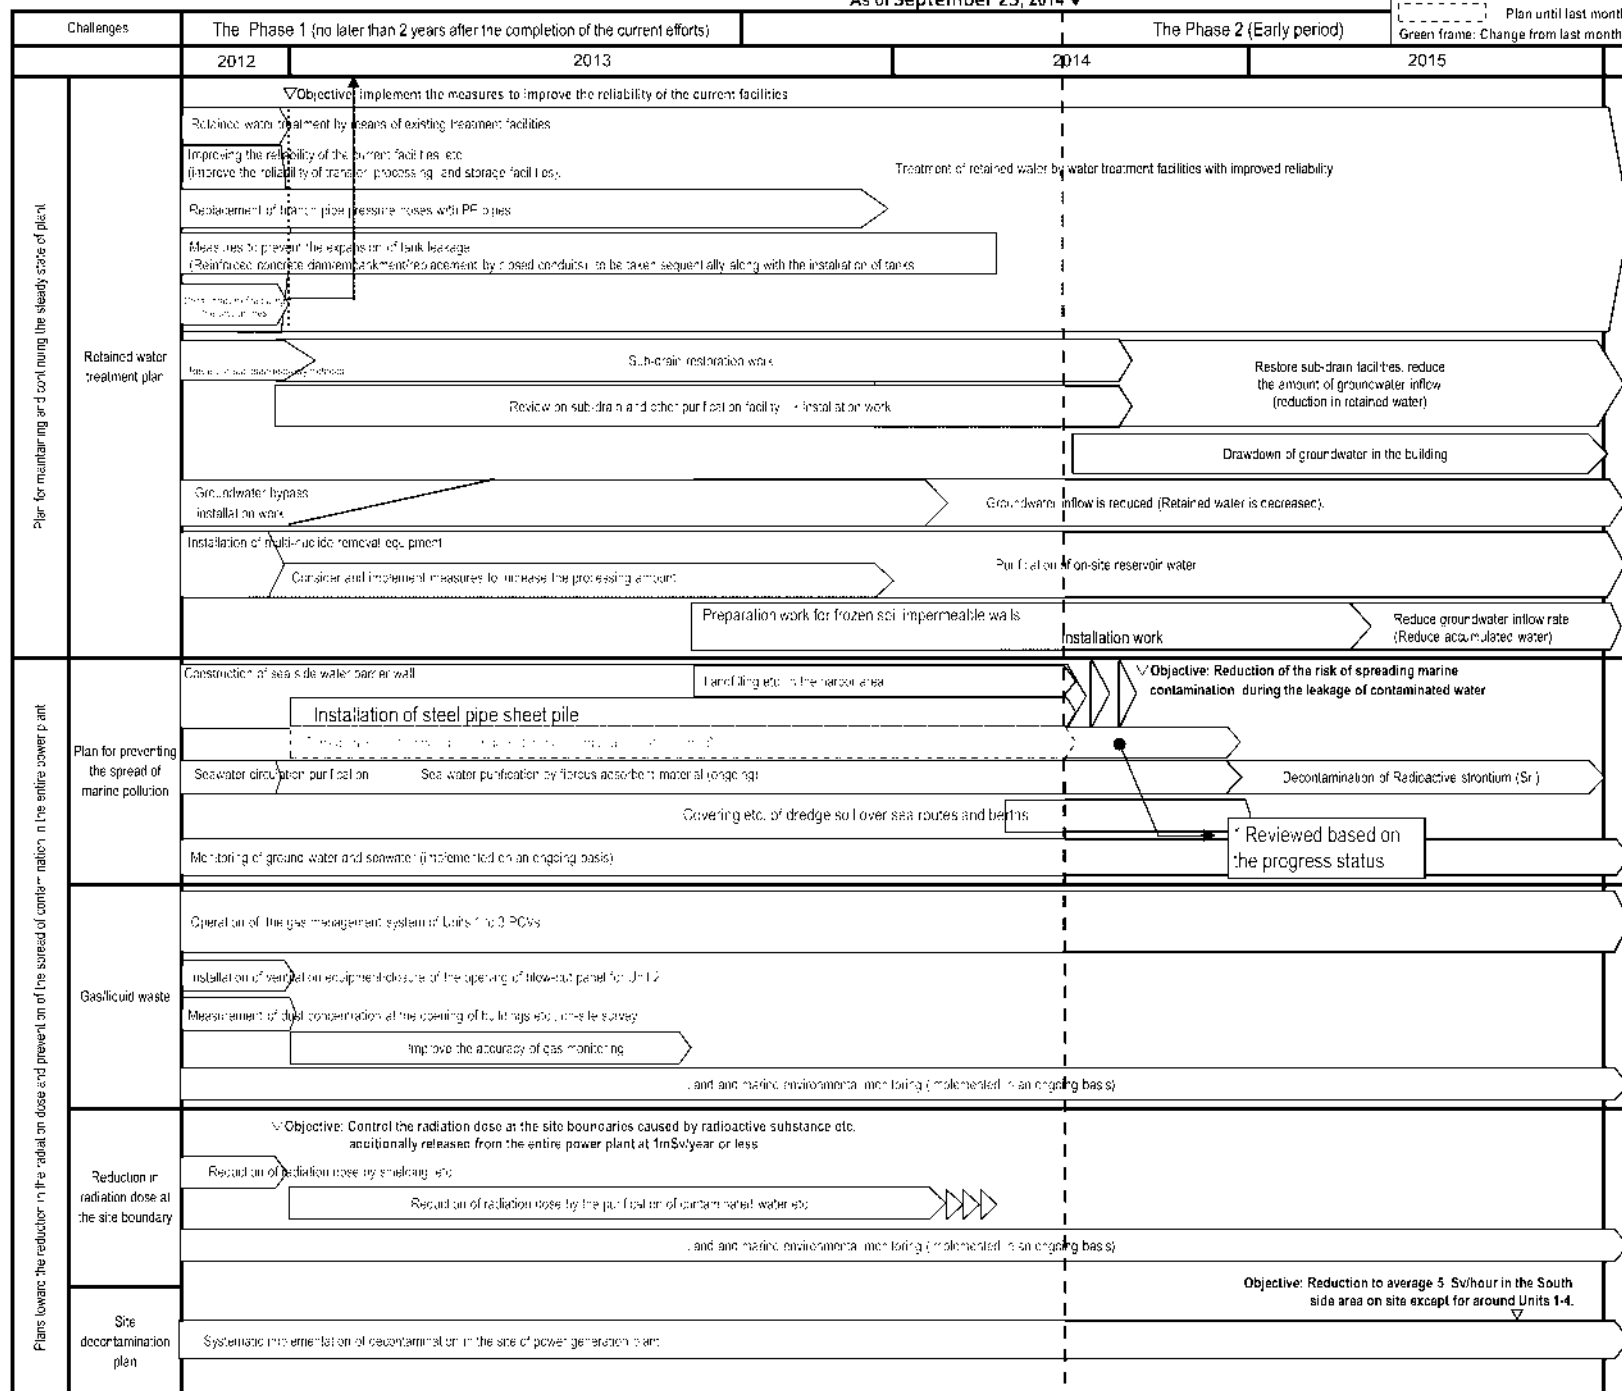 As of September 25, 2014 ▼
Plan until last month
Green frame: Change from last month
Challenges
The Phase 1 (no later than 2 years after the completion of the current efforts)
The Phase 2 (Early period)
2012
2013
2014
2015
Plan for maintaining and continuing the steady state of plant
Retained water
treatment plan
▽Objective: Implement the measures to improve the reliability of the current facilities
Retained water treatment by means of existing treatment facilities
Improving the reliability of the current facilities, etc.
(improve the reliability of transfer, processing, and storage facilities).
Treatment of retained water by water treatment facilities with improved reliability
Replacement of branch pipe pressure hoses with PE pipes
Measures to prevent the expansion of tank leakage
(Reinforced concrete dam/embankment/replacement by closed conduits), to be taken sequentially along with the installation of tanks
Sub-drain restoration work
Restore sub-drain facilities, reduce
the amount of groundwater inflow
(reduction in retained water)
Review on sub-drain and other purification facility → Installation work
Drawdown of groundwater in the building
Groundwater bypass
installation work
Groundwater inflow is reduced (Retained water is decreased).
Installation of multi-nuclide removal equipment
Consider and implement measures to increase the processing amount
Purification of on-site reservoir water
Preparation work for frozen soil impermeable walls
Installation work
Reduce groundwater inflow rate
(Reduce accumulated water)
Plans toward the reduction in the radiation dose and prevention of the spread of contamination in the entire power plant
Plan for preventing
the spread of
marine pollution
Construction of sea side water barrier wall
Landfilling etc. in the harbor area
▽Objective: Reduction of the risk of spreading marine
contamination during the leakage of contaminated water
Installation of steel pipe sheet pile
Seawater circulation purification
Sea water purification by fibrous adsorbent material (ongoing)
Decontamination of Radioactive strontium (Sr)
Covering etc. of dredge soil over sea routes and berths
* Reviewed based on
the progress status
Monitoring of ground water and seawater (implemented on an ongoing basis)
Gas/liquid waste
Operation of the gas management system of Units 1 to 3 PCVs
Installation of ventilation equipment/closure of the opening of blow-out panel for Unit 2
Measurement of dust concentration at the opening of buildings etc., on-site survey
Improve the accuracy of gas monitoring
Land and marine environmental monitoring (implemented in an ongoing basis)
Reduction in
radiation dose at
the site boundary
▽Objective: Control the radiation dose at the site boundaries caused by radioactive substance etc.
additionally released from the entire power plant at 1mSv/year or less
Reduction of radiation dose by shielding, etc.
Reduction of radiation dose by the purification of contaminated water etc.
Land and marine environmental monitoring (implemented in an ongoing basis)
Site
decontamination
plan
Objective: Reduction to average 5 Sv/hour in the South
side area on site except for around Units 1-4.
▽
Systematic implementation of decontamination in the site of power generation plant